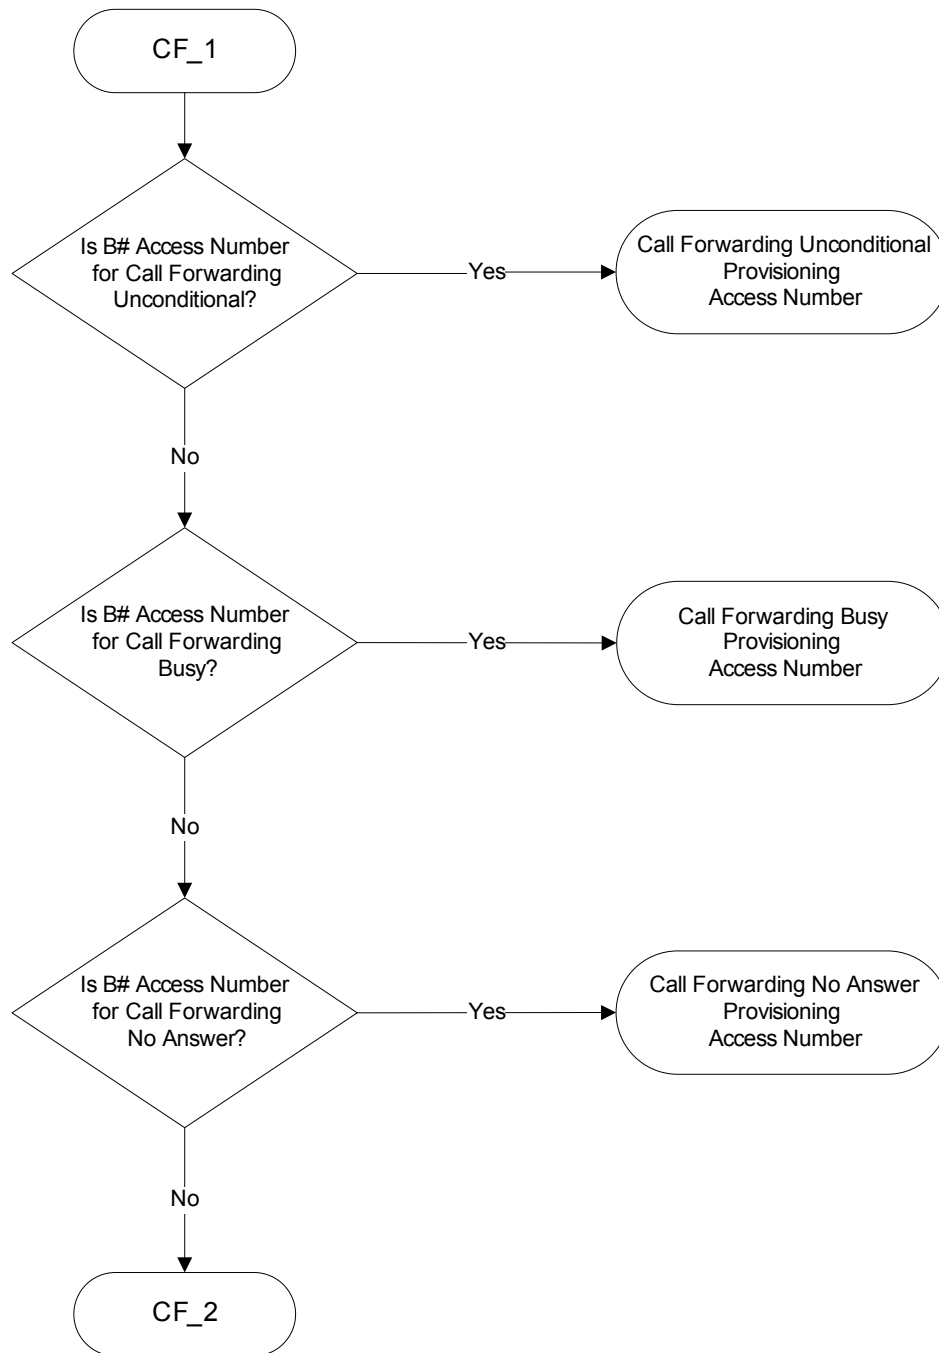 CF_1
Is B# Access Number
for Call Forwarding
Unconditional?
Yes
Call Forwarding Unconditional
Provisioning
Access Number
No
Is B# Access Number
for Call Forwarding
Busy?
Yes
Call Forwarding Busy
Provisioning
Access Number
No
Is B# Access Number
for Call Forwarding
No Answer?
Yes
Call Forwarding No Answer
Provisioning
Access Number
No
CF_2